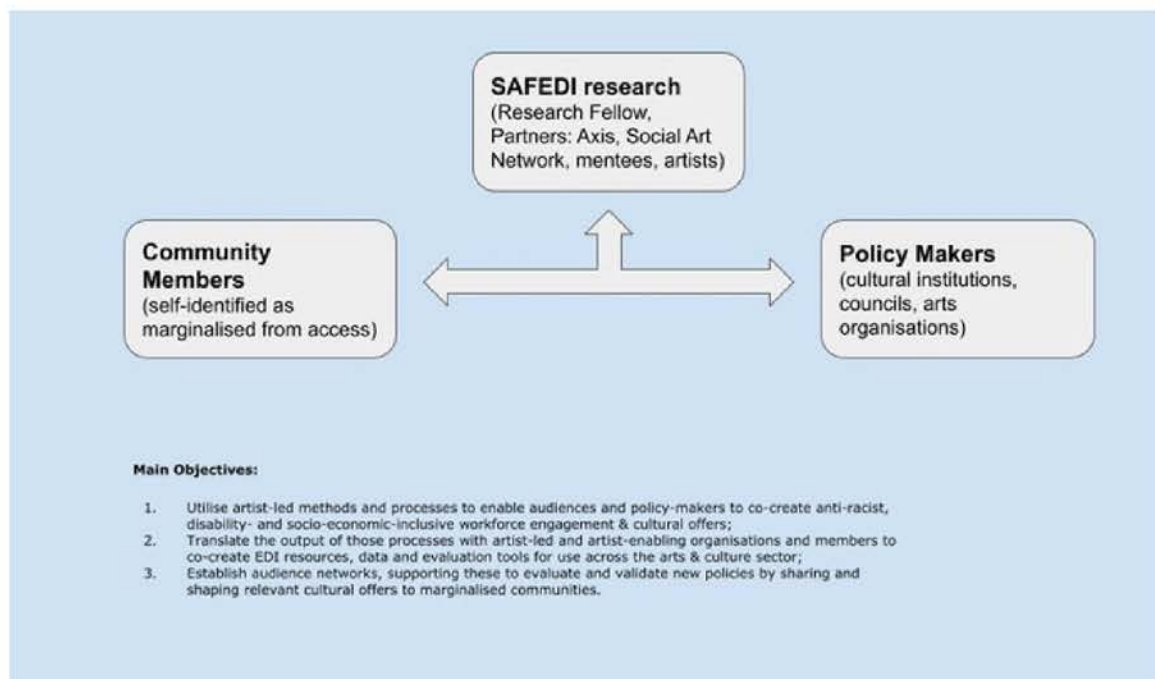 SAFEDI research
(Research Fellow,
Partners: Axis, Social Art
Network, mentees, artists)
Community
Members
(self-identified as
marginalised from access)
Policy Makers
(cultural institutions,
councils, arts
organisations)
Main Objectives:
1. Utilise artist-led methods and processes to enable audiences and policy-makers to co-create anti-racist,
disability- and socio-economic-inclusive workforce engagement & cultural offers;
2. Translate the output of those processes with artist-led and artist-enabling organisations and members to
co-create EDI resources, data and evaluation tools for use across the arts & culture sector;
3. Establish audience networks, supporting these to evaluate and validate new policies by sharing and
shaping relevant cultural offers to marginalised communities.